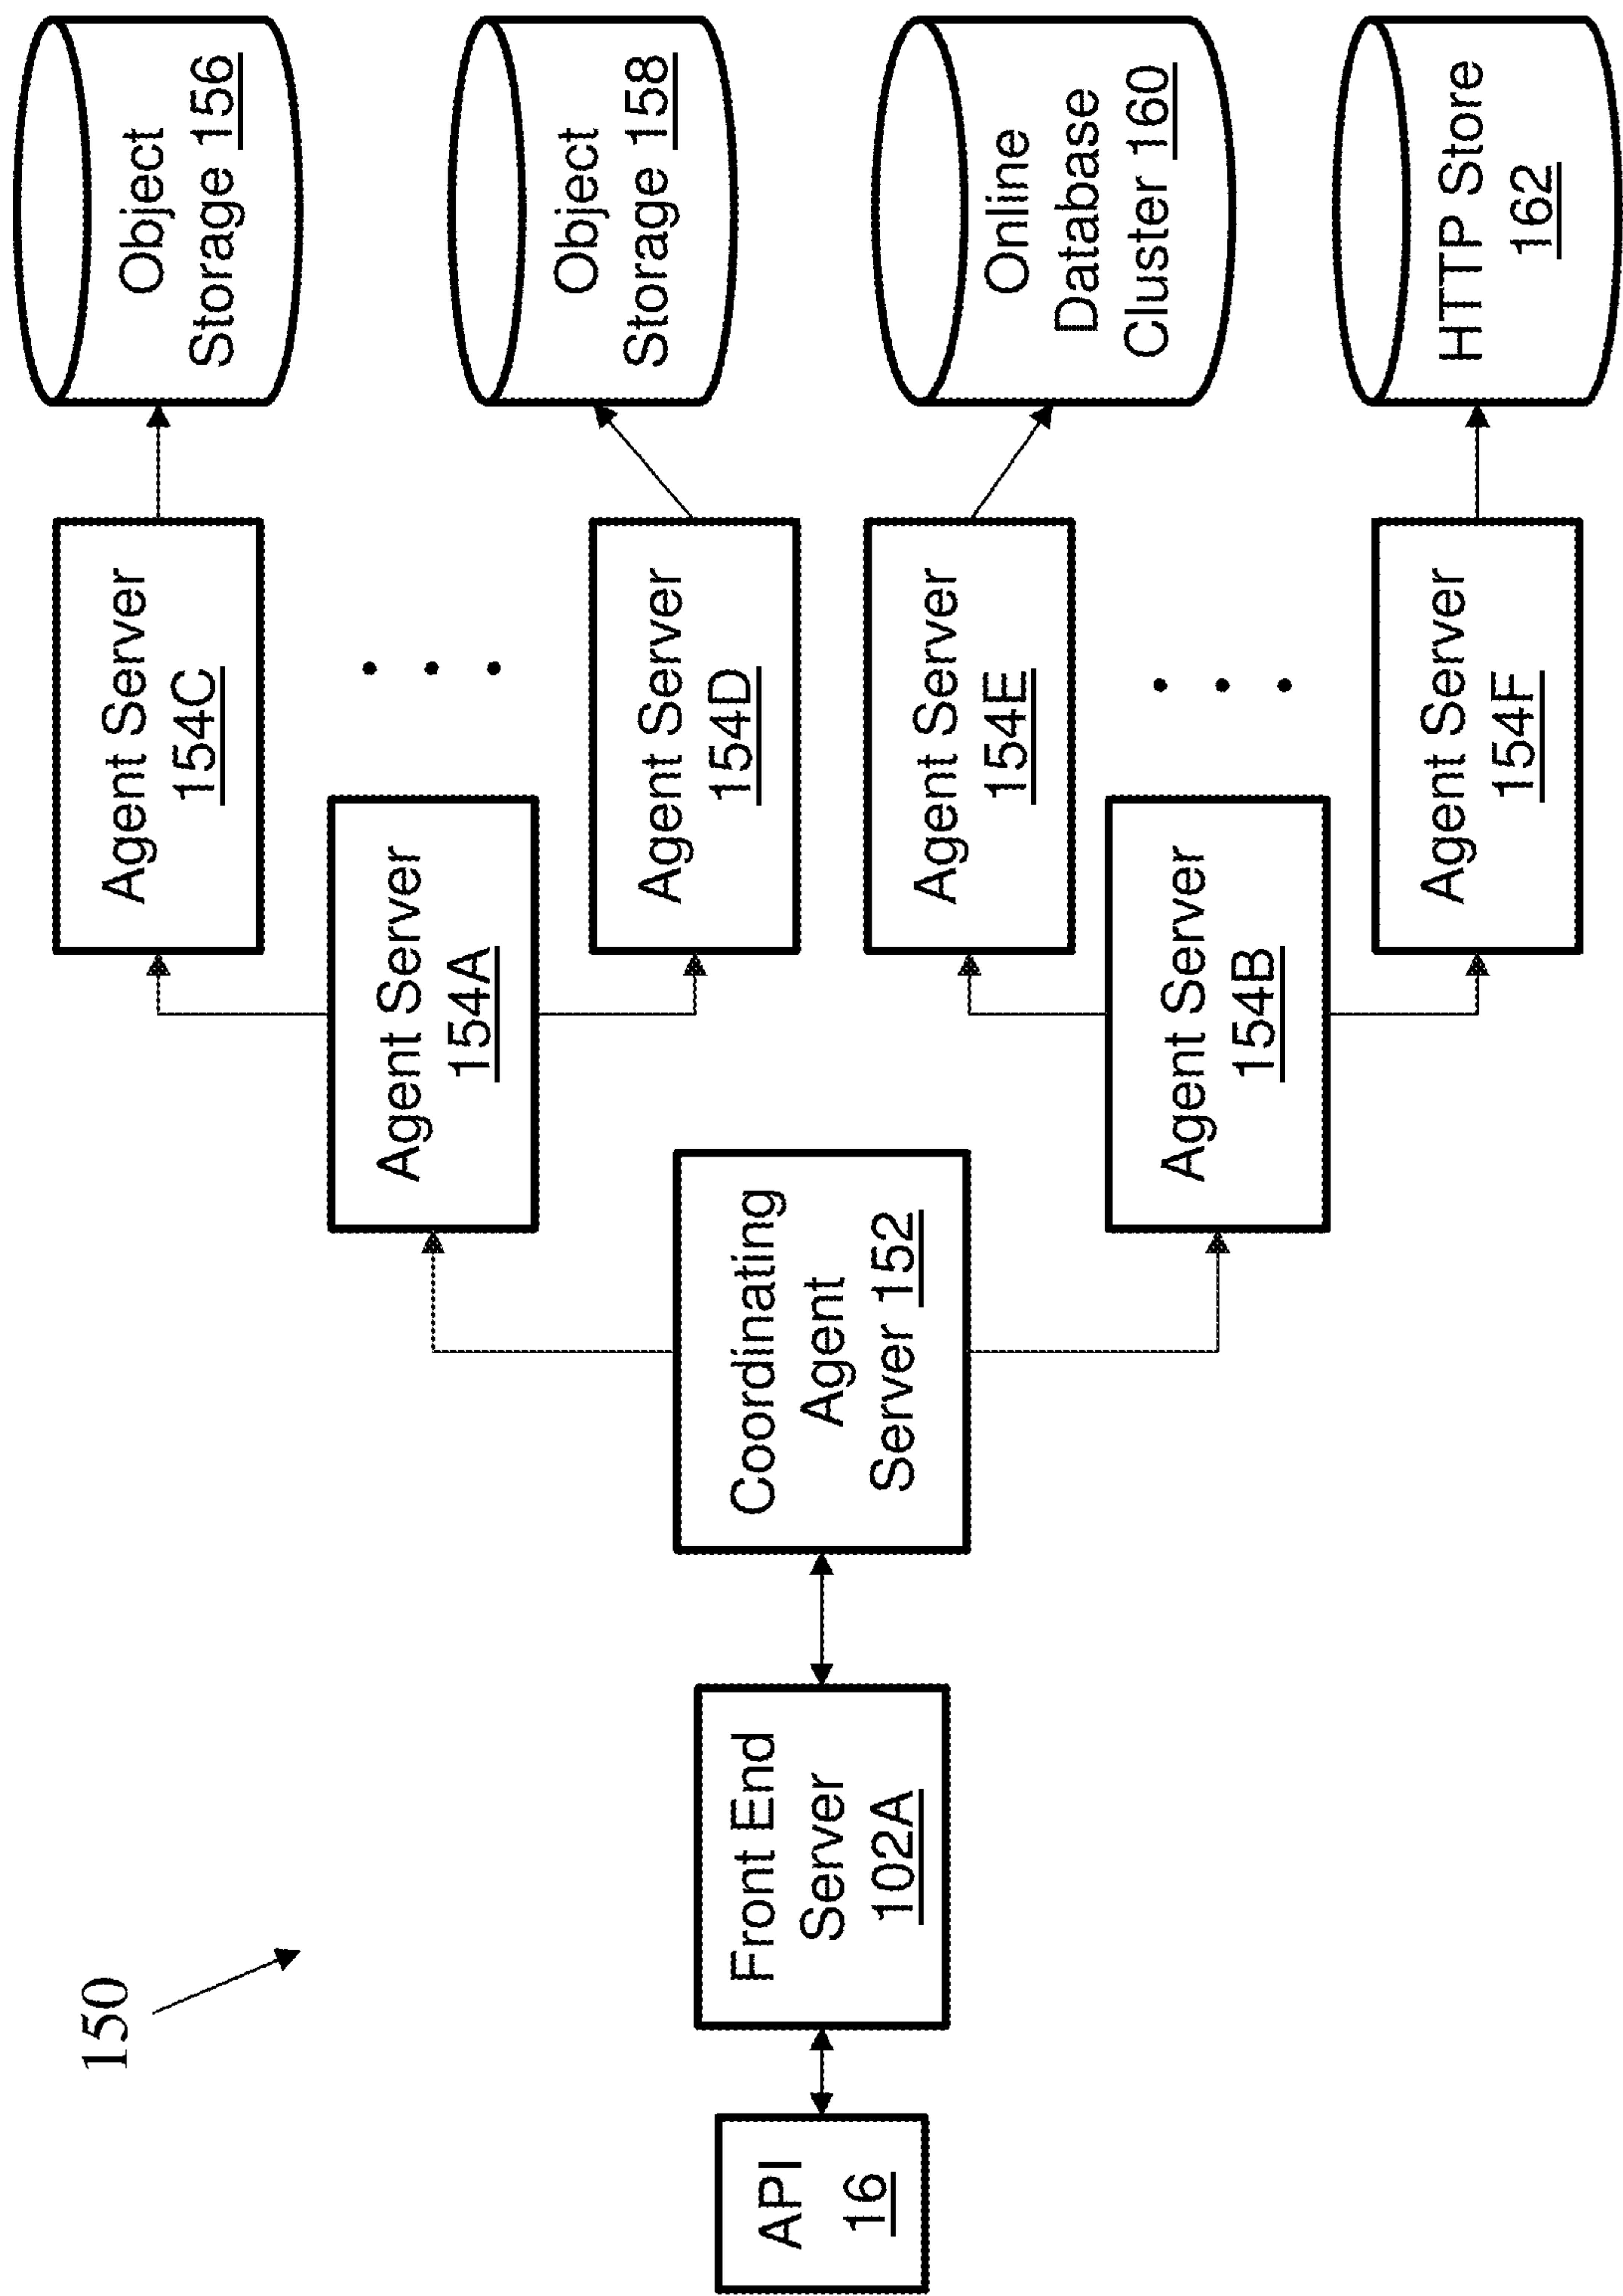 150
API
16
Front End
Server
102A
Coordinating
Agent
Server 152
Agent Server
154A
Agent Server
154B
Agent Server
154C
Agent Server
154D
Agent Server
154E
Agent Server
154F
Object
Storage 156
Object
Storage 158
Online
Database
Cluster 160
HTTP Store
162